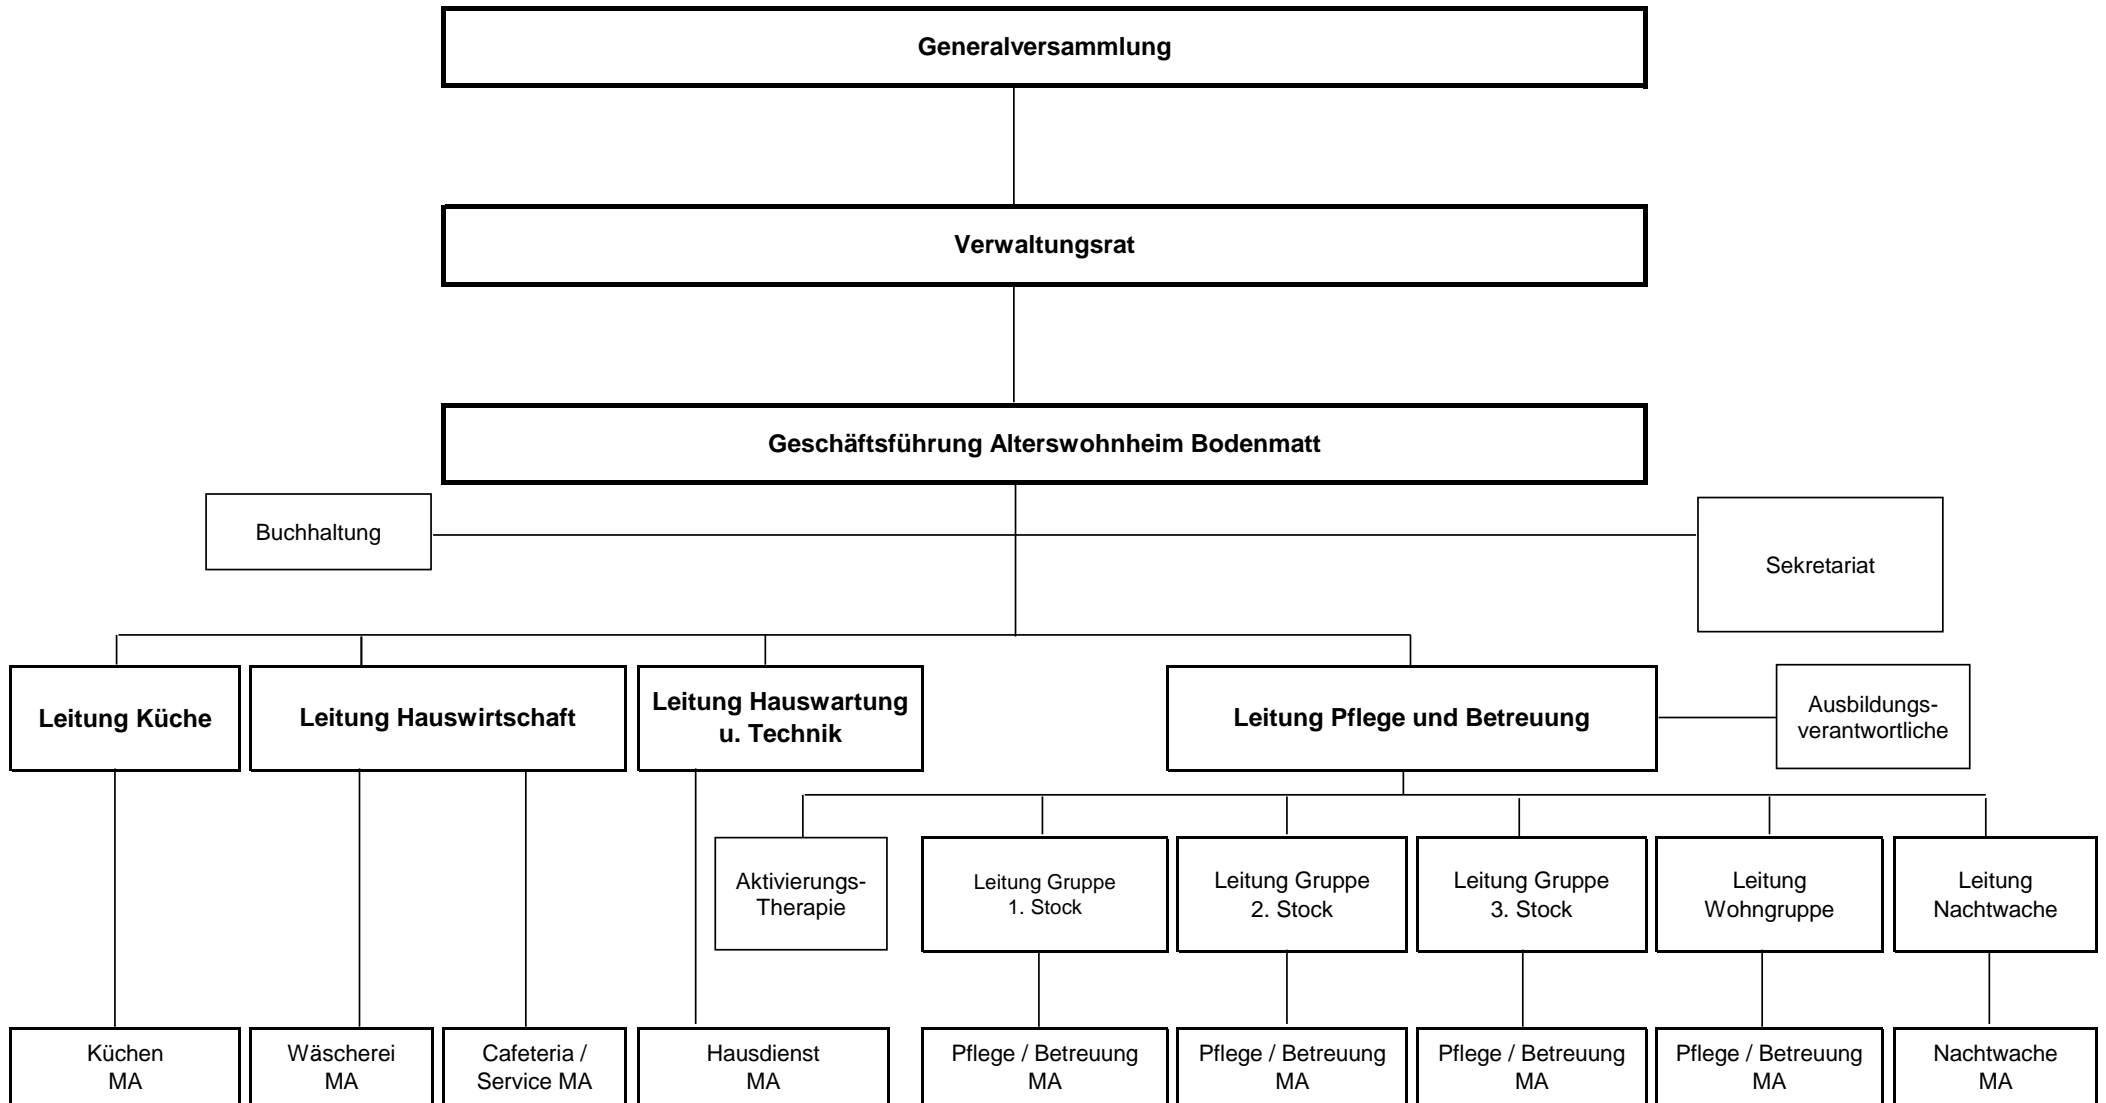 Generalversammlung
Verwaltungsrat
Geschäftsführung Alterswohnheim Bodenmatt
Buchhaltung
Sekretariat
Leitung Küche
Leitung Hauswirtschaft
Leitung Hauswartung
u. Technik
Leitung Pflege und Betreuung
Ausbildungs-
verantwortliche
Aktivierungs-
Therapie
Leitung Gruppe
1. Stock
Leitung Gruppe
2. Stock
Leitung Gruppe
3. Stock
Leitung
Wohngruppe
Leitung
Nachtwache
Küchen
MA
Wäscherei
MA
Cafeteria /
Service MA
Hausdienst
MA
Pflege / Betreuung
MA
Pflege / Betreuung
MA
Pflege / Betreuung
MA
Pflege / Betreuung
MA
Nachtwache
MA